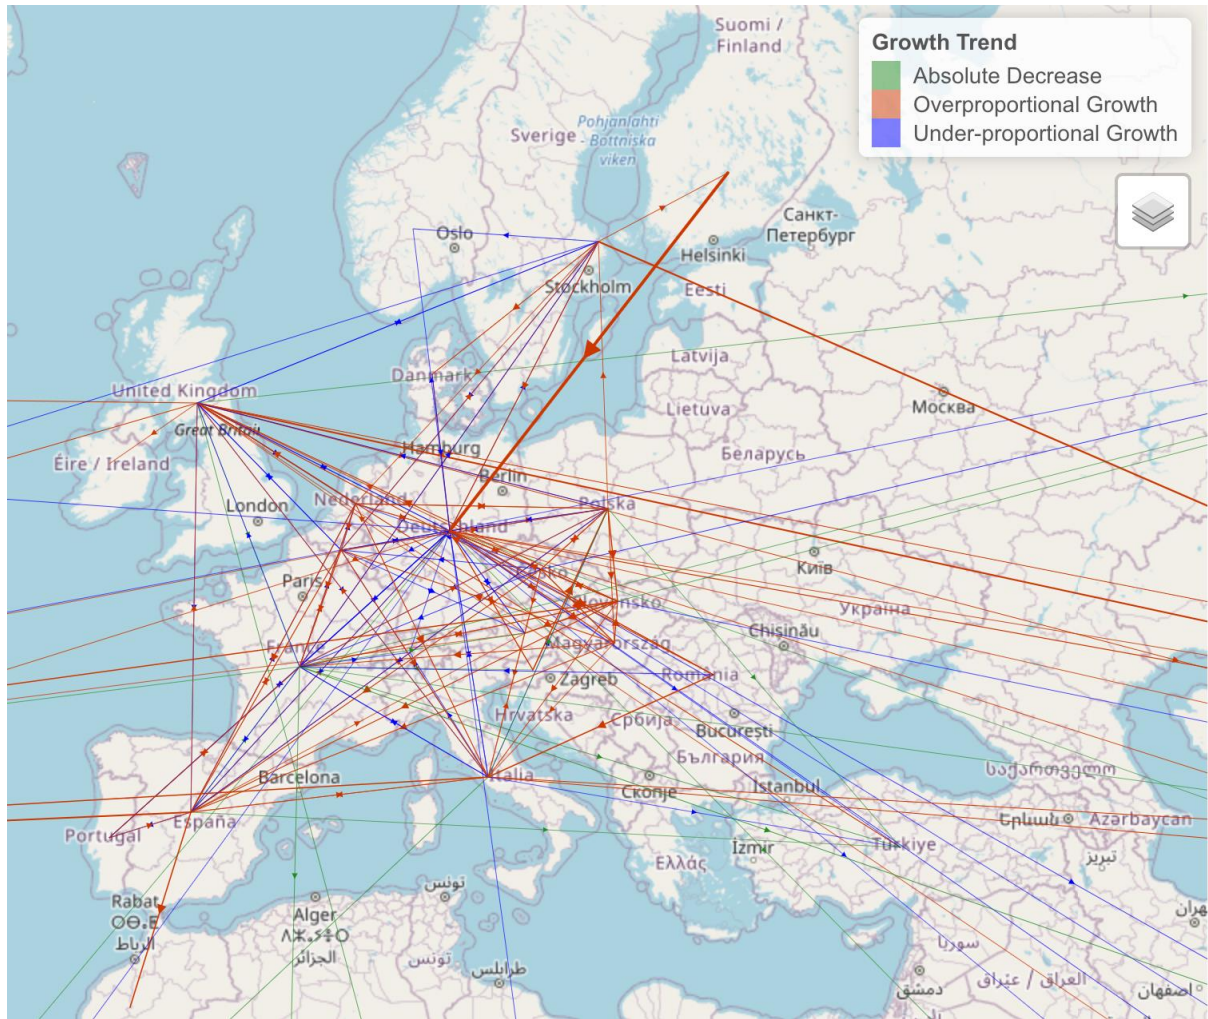 Suomi /
Finland
Growth Trend
Absolute Decrease
Overproportional Growth
Under-proportional Growth
Pohjanlahti
- Bottniska
viken
Sverige
Санкт-
Петербург
Oslo
Helsinki
Stockholm
Eesti
Latvija
Danmark
United Kingdom
Москва
Lietuva
Great Britain
Hamburg
Беларусь
Éire / Ireland
Berlin
Nederland
London
Polska
Deutschland
Київ
Paris
Slovensko
Україна
Chișinău
France
Magyarország
Zagreb
România
Hrvatska
Србија
București
България
Barcelona
Italia
Скопје
İstanbul
საქართველო
España
Portugal
Երևան
Azərbaycan
İzmir
Türkiye
Ελλάς
تبریز
تونس
Rabat
ⵔⴱⴰⵟ
الرباط
Alger
ⴷⵣⴰⵢⵔ
الجزائر
تونس
طرابلس
سوريا
دمشق
العراق / عێراق
اصفهان